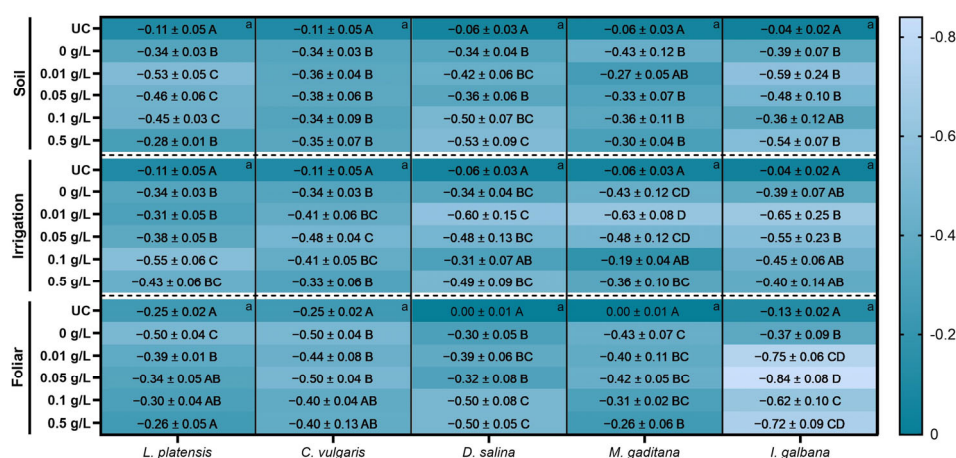 UC −0.11 ± 0.05 A a −0.11 ± 0.05 A a −0.06 ± 0.03 A a −0.06 ± 0.03 A a −0.04 ± 0.02 A a
0 g/L −0.34 ± 0.03 B −0.34 ± 0.03 B −0.34 ± 0.04 B −0.43 ± 0.12 B −0.39 ± 0.07 B
Soil 0.01 g/L −0.53 ± 0.05 C −0.36 ± 0.04 B −0.42 ± 0.06 BC −0.27 ± 0.05 AB −0.59 ± 0.24 B
0.05 g/L −0.46 ± 0.06 C −0.38 ± 0.06 B −0.36 ± 0.06 B −0.33 ± 0.07 B −0.48 ± 0.10 B
0.1 g/L −0.45 ± 0.03 C −0.34 ± 0.09 B −0.50 ± 0.07 BC −0.36 ± 0.11 B −0.36 ± 0.12 AB
0.5 g/L −0.28 ± 0.01 B −0.35 ± 0.07 B −0.53 ± 0.09 C −0.30 ± 0.04 B −0.54 ± 0.07 B
UC −0.11 ± 0.05 A a −0.11 ± 0.05 A a −0.06 ± 0.03 A a −0.06 ± 0.03 A a −0.04 ± 0.02 A a
0 g/L −0.34 ± 0.03 B −0.34 ± 0.03 B −0.34 ± 0.04 BC −0.43 ± 0.12 CD −0.39 ± 0.07 AB
Irrigation 0.01 g/L −0.31 ± 0.05 B −0.41 ± 0.06 BC −0.60 ± 0.15 C −0.63 ± 0.08 D −0.65 ± 0.25 B
0.05 g/L −0.38 ± 0.05 B −0.48 ± 0.04 C −0.48 ± 0.13 BC −0.48 ± 0.12 CD −0.55 ± 0.23 B
0.1 g/L −0.55 ± 0.06 C −0.41 ± 0.05 BC −0.31 ± 0.07 AB −0.19 ± 0.04 AB −0.45 ± 0.06 AB
0.5 g/L −0.43 ± 0.06 BC −0.33 ± 0.06 B −0.49 ± 0.09 BC −0.36 ± 0.10 BC −0.40 ± 0.14 AB
UC −0.25 ± 0.02 A a −0.25 ± 0.02 A a 0.00 ± 0.01 A a 0.00 ± 0.01 A a −0.13 ± 0.02 A a
0 g/L −0.50 ± 0.04 C −0.50 ± 0.04 B −0.30 ± 0.05 B −0.43 ± 0.07 C −0.37 ± 0.09 B
Foliar 0.01 g/L −0.39 ± 0.01 B −0.44 ± 0.08 B −0.39 ± 0.06 BC −0.40 ± 0.11 BC −0.75 ± 0.06 CD
0.05 g/L −0.34 ± 0.05 AB −0.50 ± 0.04 B −0.32 ± 0.08 B −0.42 ± 0.05 BC −0.84 ± 0.08 D
0.1 g/L −0.30 ± 0.04 AB −0.40 ± 0.04 AB −0.50 ± 0.08 C −0.31 ± 0.02 BC −0.62 ± 0.10 C
0.5 g/L −0.26 ± 0.05 A −0.40 ± 0.13 AB −0.50 ± 0.05 C −0.26 ± 0.06 B −0.72 ± 0.09 CD
L. platensis C. vulgaris D. salina M. gaditana I. galbana
-0.8
-0.6
-0.4
-0.2
0